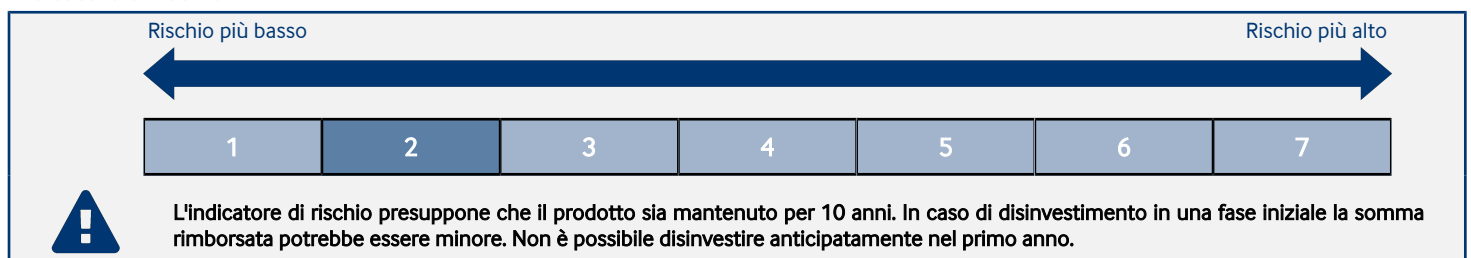 Rischio più basso Rischio più alto
1 2 3 4 5 6 7
L'indicatore di rischio presuppone che il prodotto sia mantenuto per 10 anni. In caso di disinvestimento in una fase iniziale la somma
rimborsata potrebbe essere minore. Non è possibile disinvestire anticipatamente nel primo anno.